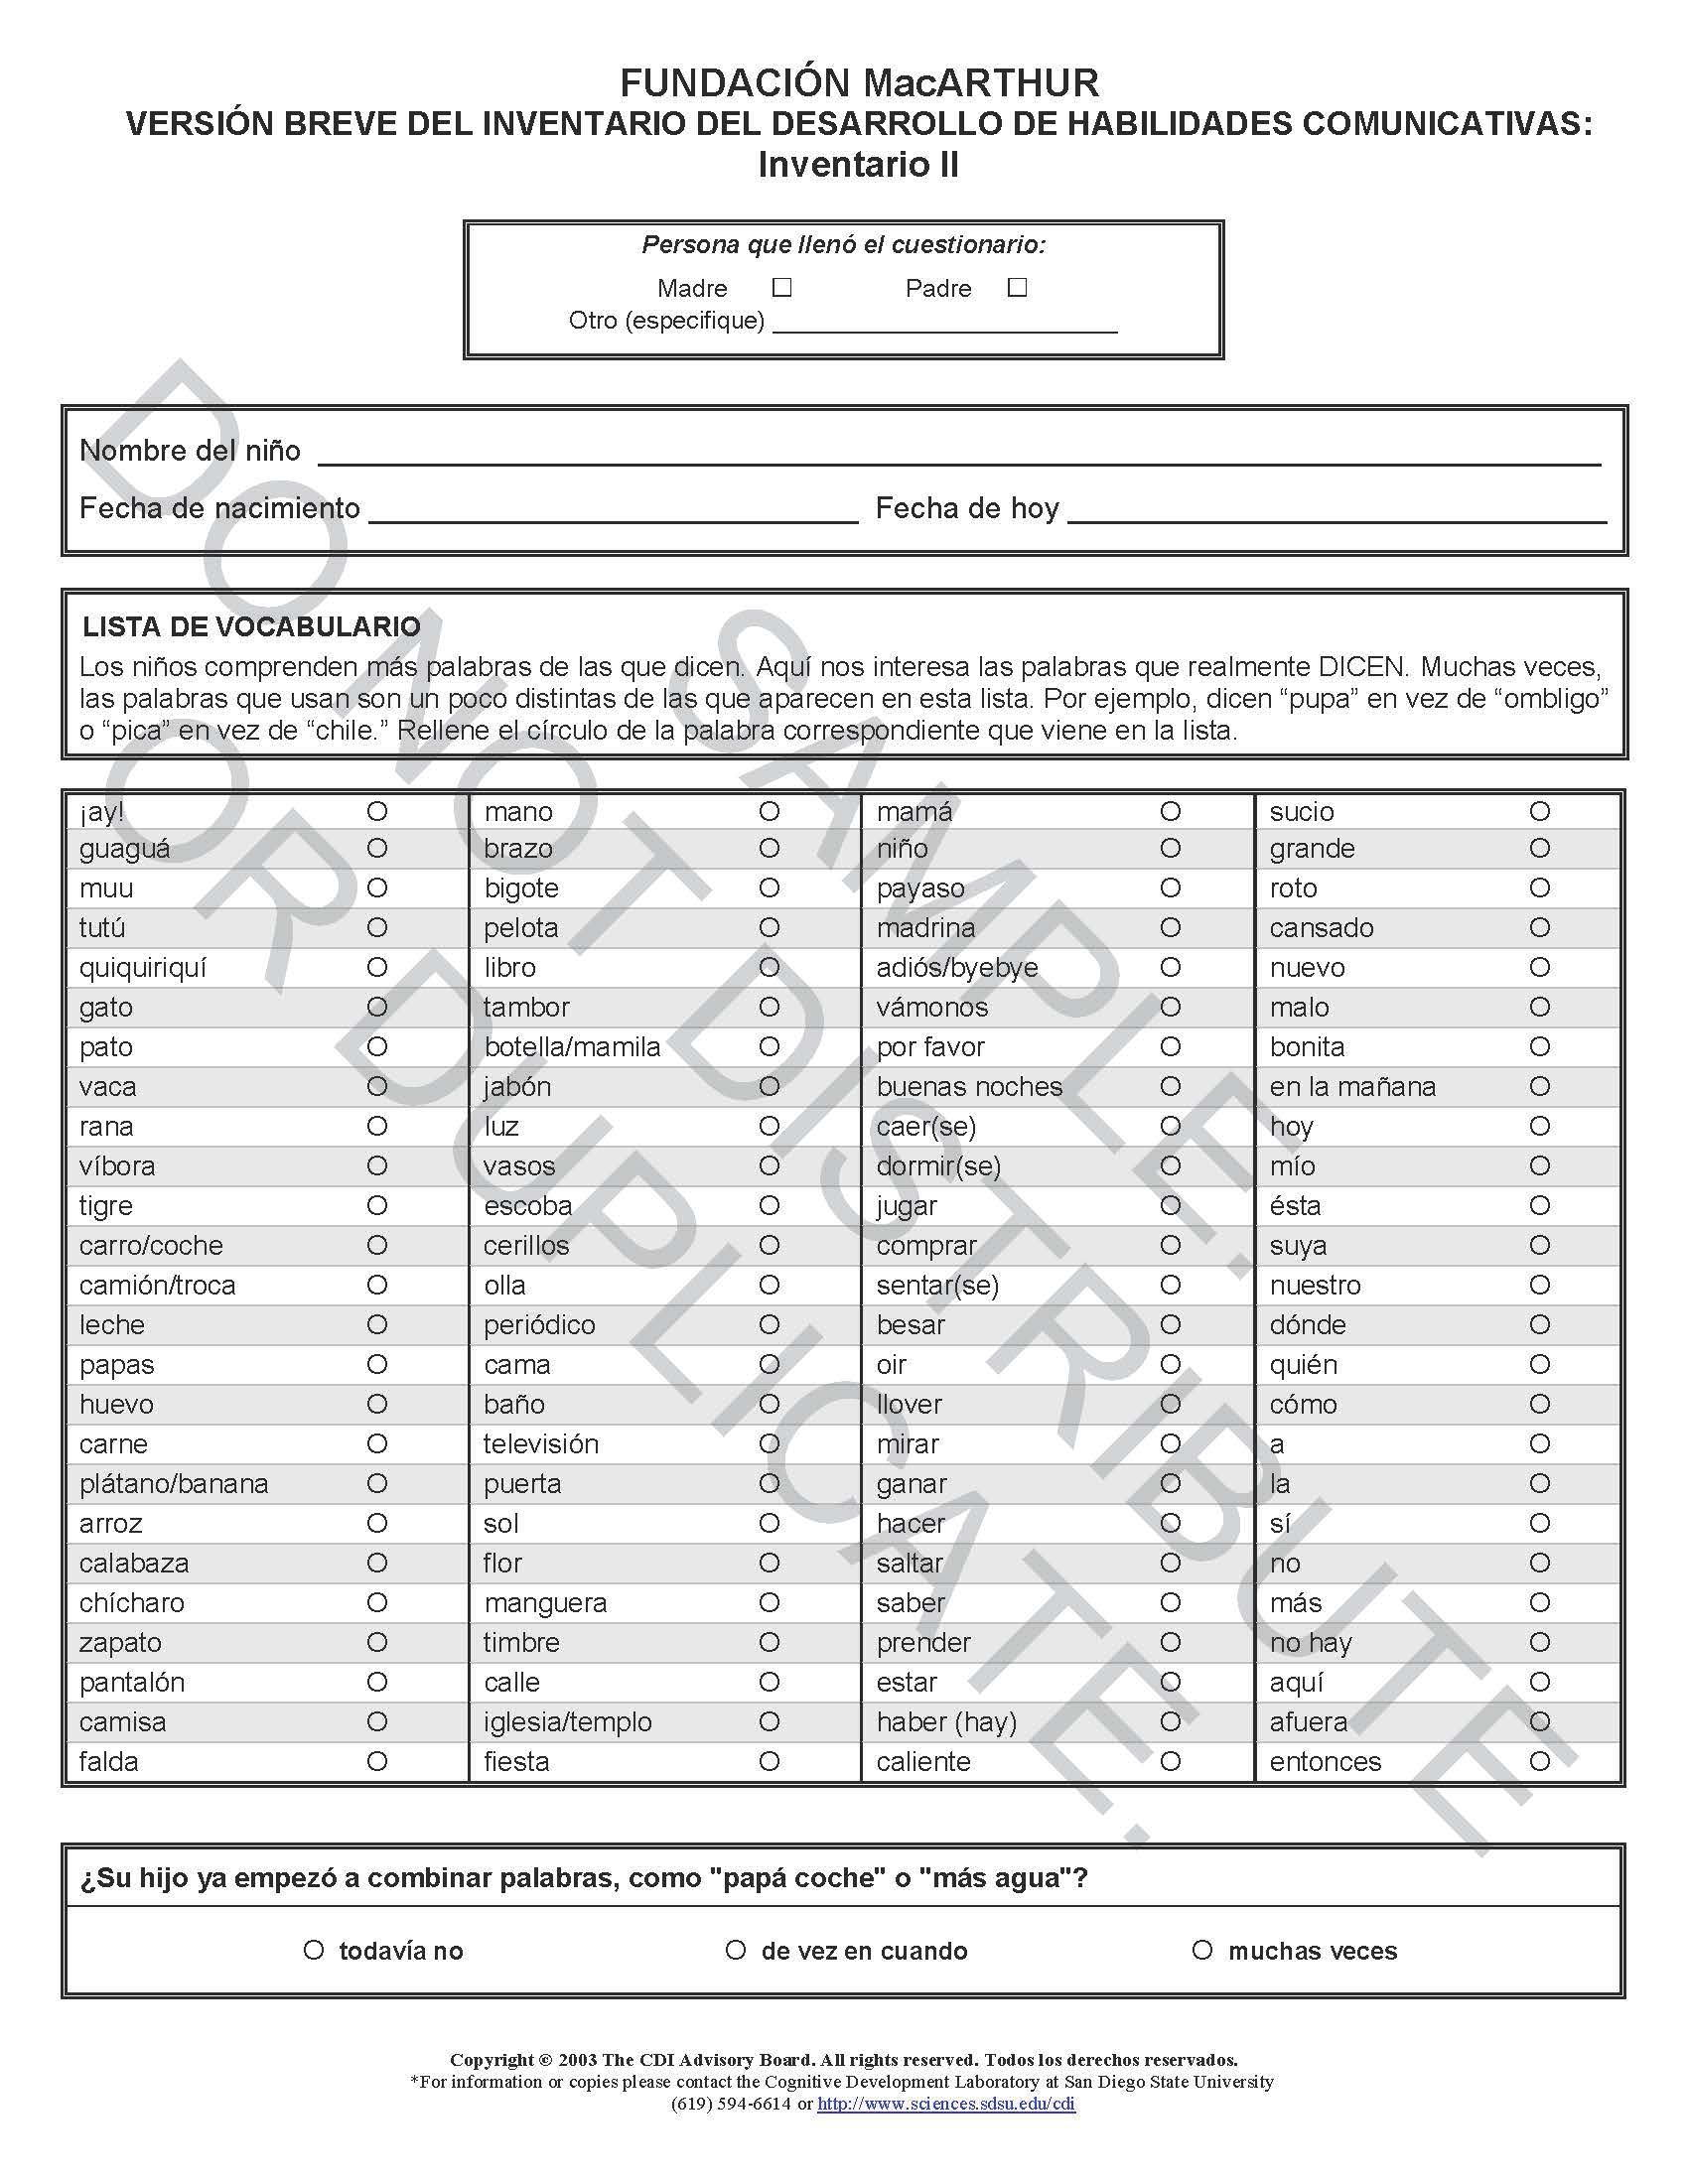 FUNDACIÓN MacARTHUR
VERSIÓN BREVE DEL INVENTARIO DEL DESARROLLO DE HABILIDADES COMUNICATIVAS:
Inventario II
Persona que llenó el cuestionario:
Madre ☐ Padre ☐
Otro (especifique)
Nombre del niño
Fecha de nacimiento Fecha de hoy
LISTA DE VOCABULARIO
Los niños comprenden más palabras de las que dicen. Aquí nos interesa las palabras que realmente DICEN. Muchas veces,
las palabras que usan son un poco distintas de las que aparecen en esta lista. Por ejemplo, dicen “pupa” en vez de “ombligo”
o “pica” en vez de “chile.” Rellene el círculo de la palabra correspondiente que viene en la lista.
¡ay! O mano O mamá O sucio O
guaguá O brazo O niño O grande O
muu O bigote O payaso O roto O
tutú O pelota O madrina O cansado O
quiquiriquí O libro O adiós/byebye O nuevo O
gato O tambor O vámonos O malo O
pato O botella/mamila O por favor O bonita O
vaca O jabón O buenas noches O en la mañana O
rana O luz O caer(se) O hoy O
víbora O vasos O dormir(se) O mío O
tigre O escoba O jugar O ésta O
carro/coche O cerillos O comprar O suya O
camión/troca O olla O sentar(se) O nuestro O
leche O periódico O besar O dónde O
papas O cama O oir O quién O
huevo O baño O llover O cómo O
carne O televisión O mirar O a O
plátano/banana O puerta O ganar O la O
arroz O sol O hacer O sí O
calabaza O flor O saltar O no O
chícharo O manguera O saber O más O
zapato O timbre O prender O no hay O
pantalón O calle O estar O aquí O
camisa O iglesia/templo O haber (hay) O afuera O
falda O fiesta O caliente O entonces O
¿Su hijo ya empezó a combinar palabras, como "papá coche" o "más agua"?
O todavía no O de vez en cuando O muchas veces
Copyright © 2003 The CDI Advisory Board. All rights reserved. Todos los derechos reservados.
*For information or copies please contact the Cognitive Development Laboratory at San Diego State University
(619) 594-6614 or http://www.sciences.sdsu.edu/cdi
SAMPLE.
DO NOT DISTRIBUTE
OR DUPLICATE.